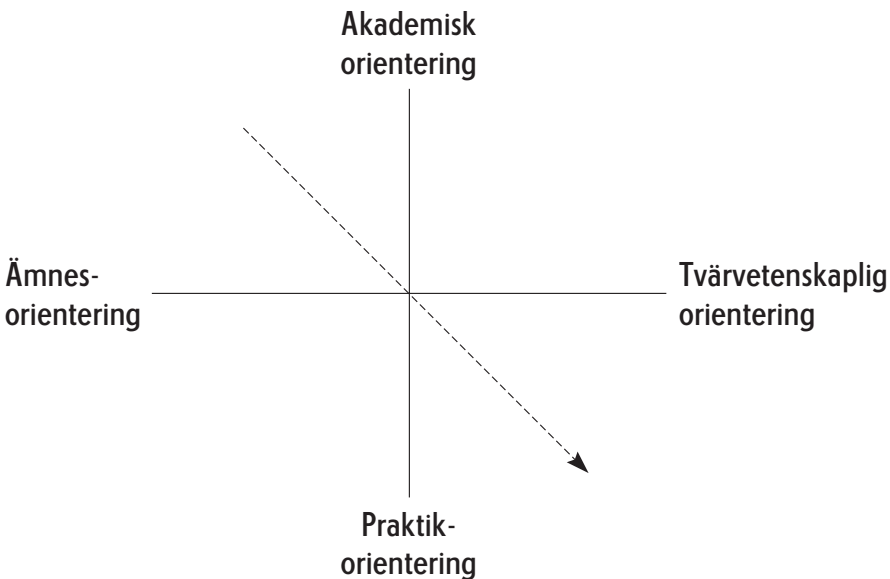 Akademisk
orientering
Ämnes-
orientering
Tvärvetenskaplig
orientering
Praktik-
orientering